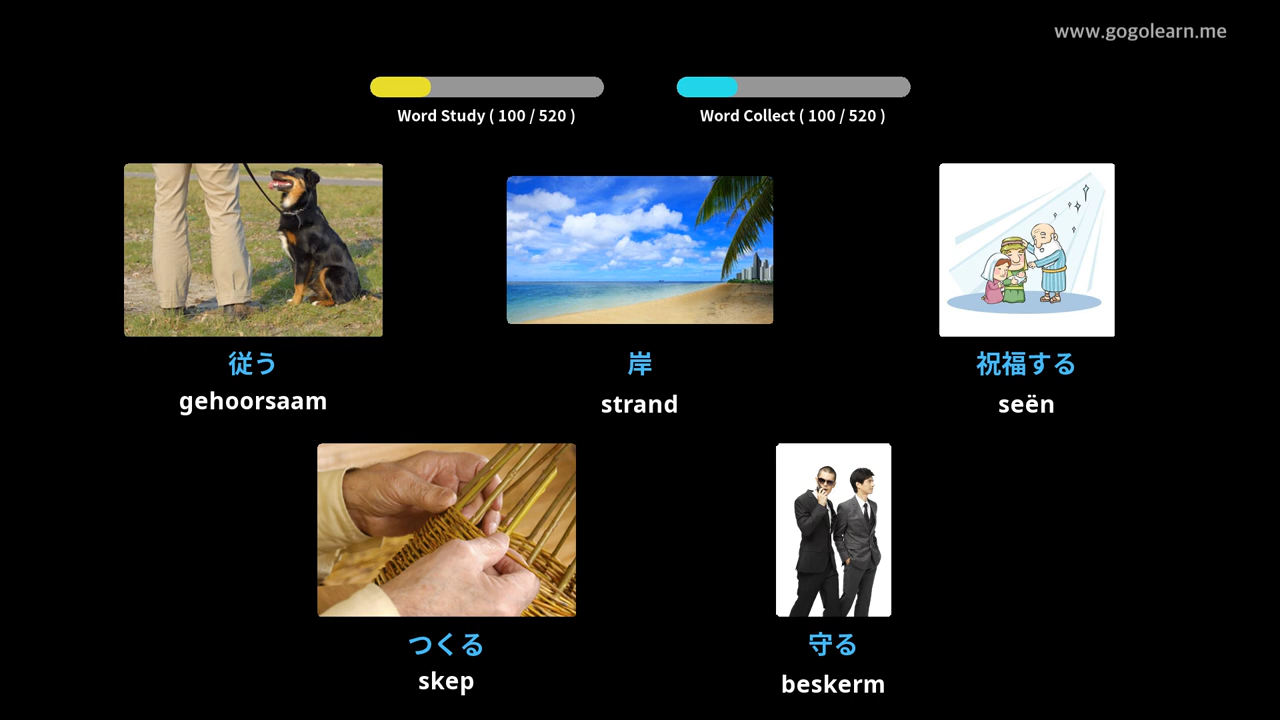 www.gogolearn.me
Word Study ( 100 / 520 )
Word Collect ( 100 / 520 )
従う
gehoorsaam
岸
strand
祝福する
seën
つくる
skep
守る
beskerm